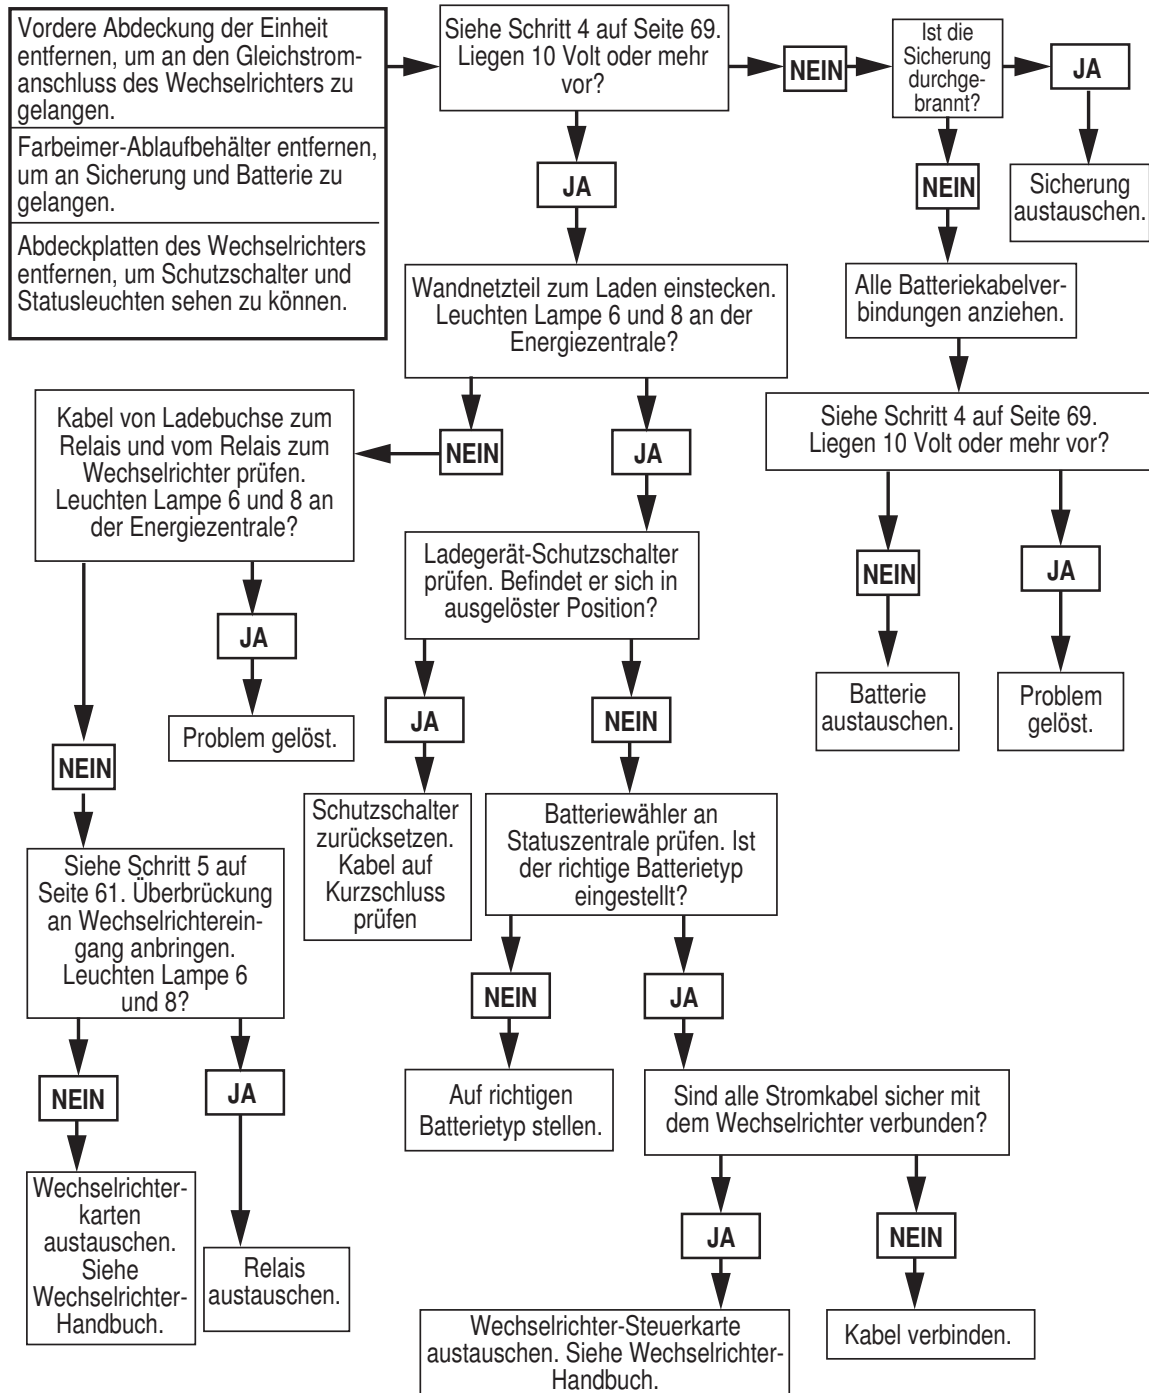 Vordere Abdeckung der Einheit
entfernen, um an den Gleichstrom-
anschluss des Wechselrichters zu
gelangen.
Farbeimer-Ablaufbehälter entfernen,
um an Sicherung und Batterie zu
gelangen.
Abdeckplatten des Wechselrichters
entfernen, um Schutzschalter und
Statusleuchten sehen zu können.
Siehe Schritt 4 auf Seite 69.
Liegen 10 Volt oder mehr
vor?
NEIN
Ist die
Sicherung
durchge-
brannt?
JA
Sicherung
austauschen.
NEIN
Alle Batteriekabelver-
bindungen anziehen.
Siehe Schritt 4 auf Seite 69.
Liegen 10 Volt oder mehr vor?
NEIN
Batterie
austauschen.
JA
Problem
gelöst.
JA
Wandnetzteil zum Laden einstecken.
Leuchten Lampe 6 und 8 an der
Energiezentrale?
NEIN
Kabel von Ladebuchse zum
Relais und vom Relais zum
Wechselrichter prüfen.
Leuchten Lampe 6 und 8 an
der Energiezentrale?
JA
Problem gelöst.
NEIN
Siehe Schritt 5 auf
Seite 61. Überbrückung
an Wechselrichterein-
gang anbringen.
Leuchten Lampe 6
und 8?
NEIN
Wechselrichter-
karten
austauschen.
Siehe
Wechselrichter-
Handbuch.
JA
Relais
austauschen.
JA
Ladegerät-Schutzschalter
prüfen. Befindet er sich in
ausgelöster Position?
JA
Schutzschalter
zurücksetzen.
Kabel auf
Kurzschluss
prüfen
NEIN
Batteriewähler an
Statuszentrale prüfen. Ist
der richtige Batterietyp
eingestellt?
NEIN
Auf richtigen
Batterietyp stellen.
JA
Sind alle Stromkabel sicher mit
dem Wechselrichter verbunden?
JA
Wechselrichter-Steuerkarte
austauschen. Siehe Wechselrichter-
Handbuch.
NEIN
Kabel verbinden.